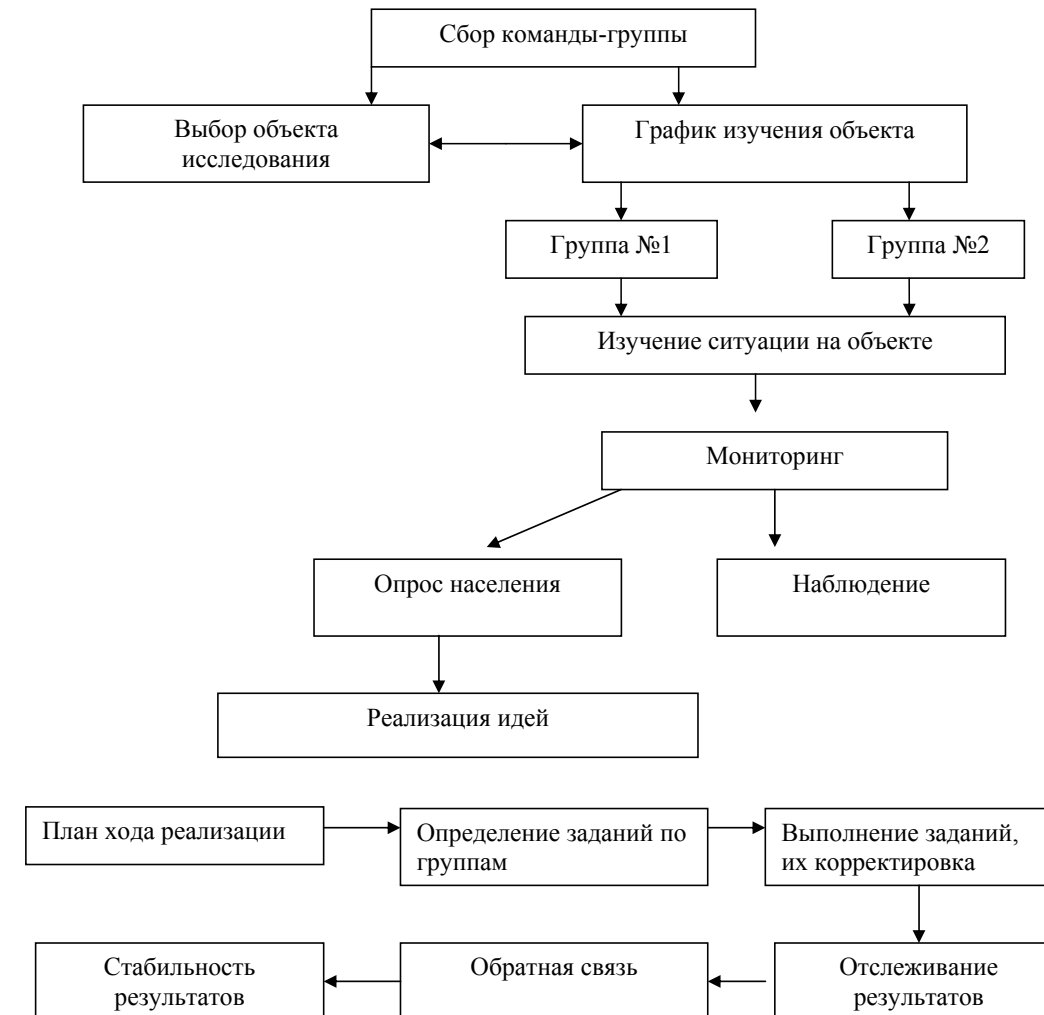 Сбор команды-группы
Выбор объекта
исследования
График изучения объекта
Группа №1
Группа №2
Изучение ситуации на объекте
Мониторинг
Опрос населения
Наблюдение
Реализация идей
План хода реализации
Определение заданий по
группам
Выполнение заданий,
их корректировка
Стабильность
результатов
Обратная связь
Отслеживание
результатов